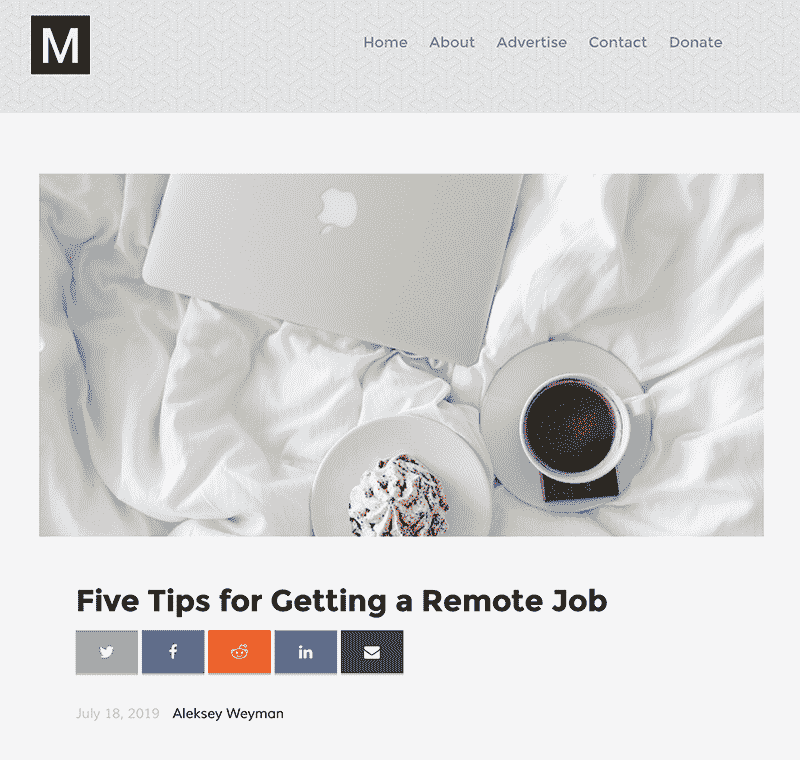 M
Home About Advertise Contact Donate
Five Tips for Getting a Remote Job
July 18, 2019 Aleksey Weyman